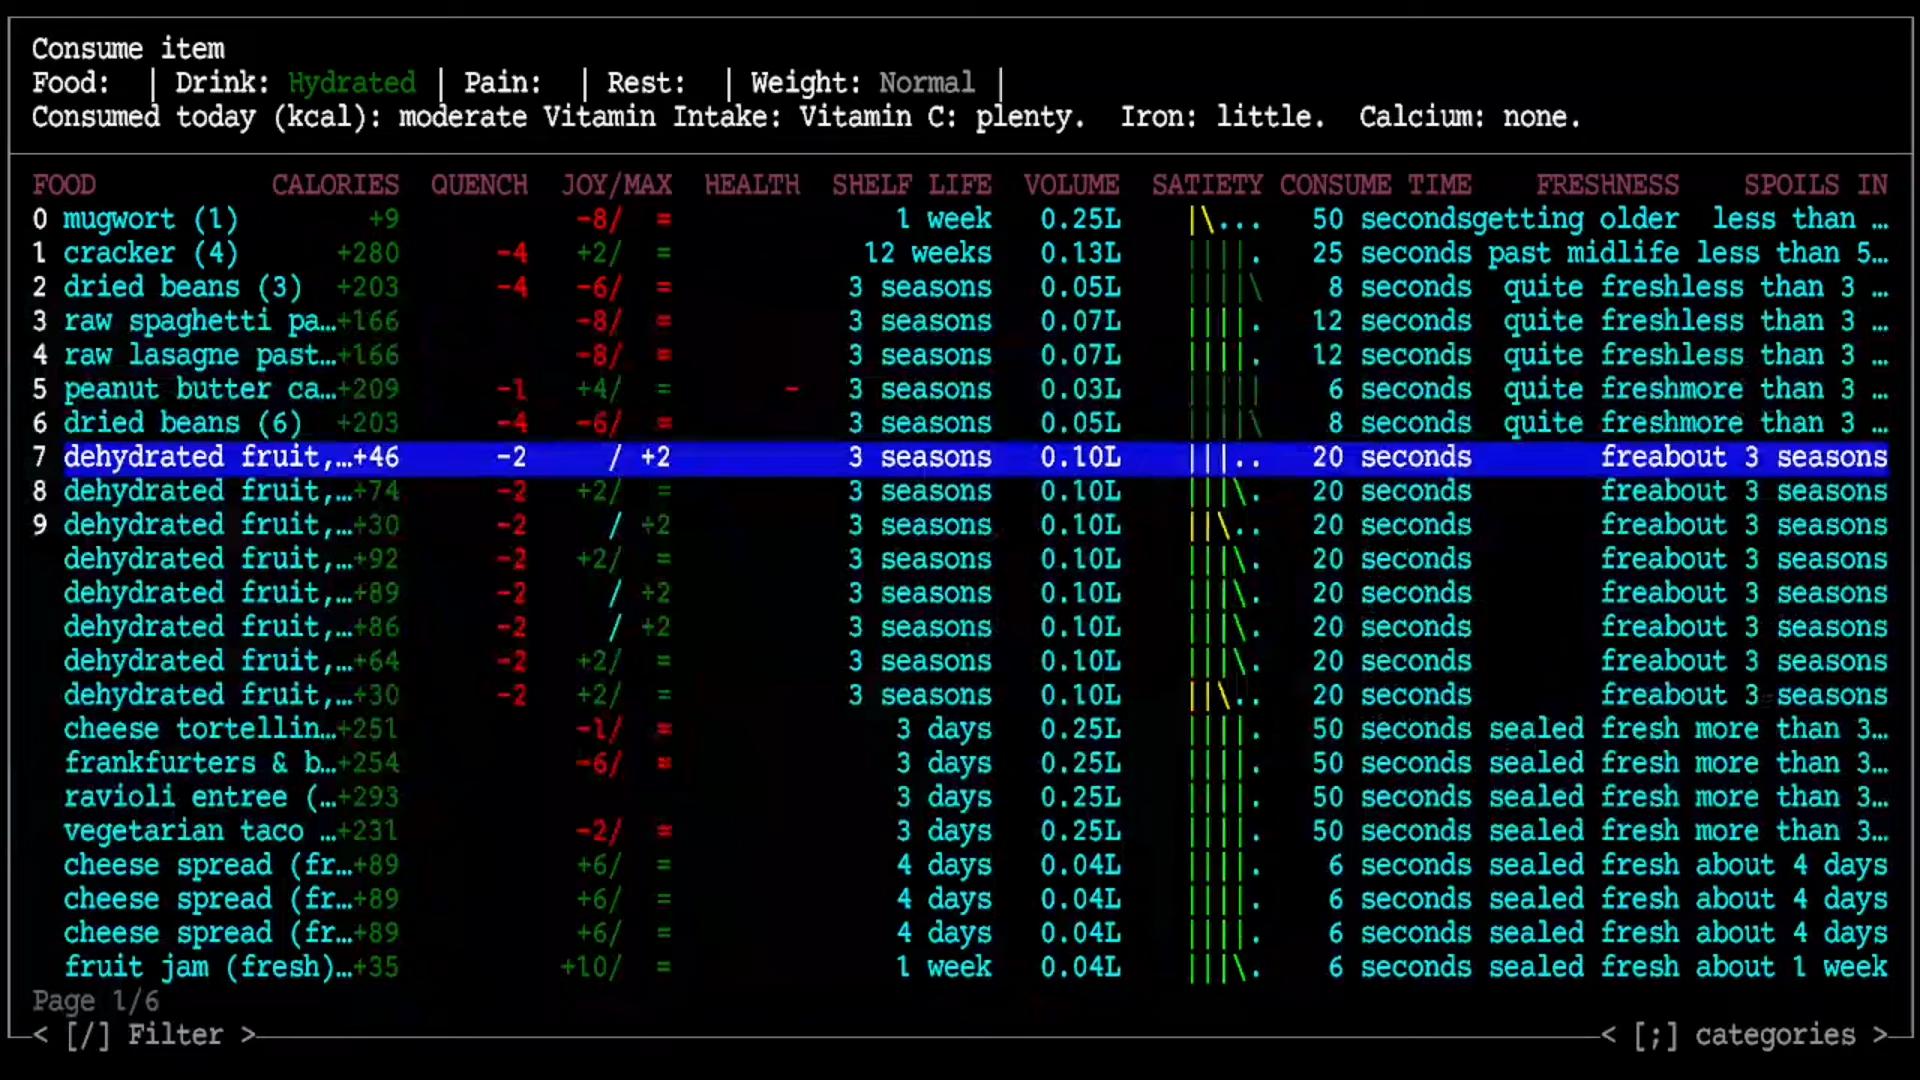 Consume item
Food:  | Drink: Hydrated | Pain:  | Rest:  | Weight: Normal |
Consumed today (kcal): moderate Vitamin Intake: Vitamin C: plenty.  Iron: little.  Calcium: none.
FOOD CALORIES QUENCH JOY/MAX HEALTH SHELF LIFE VOLUME SATIETY CONSUME TIME FRESHNESS SPOILS IN
0 mugwort (1) +9 -8/ = 1 week 0.25L |\... 50 secondsgetting older less than …
1 cracker (4) +280 -4 +2/ = 12 weeks 0.13L ||||. 25 seconds past midlife less than 5…
2 dried beans (3) +203 -4 -6/ = 3 seasons 0.05L ||||\ 8 seconds quite freshless than 3 …
3 raw spaghetti pa…+166 -8/ = 3 seasons 0.07L ||||. 12 seconds quite freshless than 3 …
4 raw lasagne past…+166 -8/ = 3 seasons 0.07L ||||. 12 seconds quite freshless than 3 …
5 peanut butter ca…+209 -1 +4/ = - 3 seasons 0.03L ||||| 6 seconds quite freshmore than 3 …
6 dried beans (6) +203 -4 -6/ = 3 seasons 0.05L ||||\ 8 seconds quite freshmore than 3 …
7 dehydrated fruit,…+46 -2 / +2 3 seasons 0.10L |||.. 20 seconds freabout 3 seasons
8 dehydrated fruit,…+74 -2 +2/ = 3 seasons 0.10L |||\. 20 seconds freabout 3 seasons
9 dehydrated fruit,…+30 -2 / +2 3 seasons 0.10L ||\.. 20 seconds freabout 3 seasons
dehydrated fruit,…+92 -2 +2/ = 3 seasons 0.10L |||\. 20 seconds freabout 3 seasons
dehydrated fruit,…+89 -2 / +2 3 seasons 0.10L |||\. 20 seconds freabout 3 seasons
dehydrated fruit,…+86 -2 / +2 3 seasons 0.10L |||\. 20 seconds freabout 3 seasons
dehydrated fruit,…+64 -2 +2/ = 3 seasons 0.10L |||\. 20 seconds freabout 3 seasons
dehydrated fruit,…+30 -2 +2/ = 3 seasons 0.10L ||\.. 20 seconds freabout 3 seasons
cheese tortellin…+251 -1/ = 3 days 0.25L ||||. 50 seconds sealed fresh more than 3…
frankfurters & b…+254 -6/ = 3 days 0.25L ||||. 50 seconds sealed fresh more than 3…
ravioli entree (…+293 3 days 0.25L ||||. 50 seconds sealed fresh more than 3…
vegetarian taco …+231 -2/ = 3 days 0.25L ||||. 50 seconds sealed fresh more than 3…
cheese spread (fr…+89 +6/ = 4 days 0.04L ||||. 6 seconds sealed fresh about 4 days
cheese spread (fr…+89 +6/ = 4 days 0.04L ||||. 6 seconds sealed fresh about 4 days
cheese spread (fr…+89 +6/ = 4 days 0.04L ||||. 6 seconds sealed fresh about 4 days
fruit jam (fresh)…+35 +10/ = 1 week 0.04L |||\. 6 seconds sealed fresh about 1 week
Page 1/6
< [/] Filter > < [;] categories >